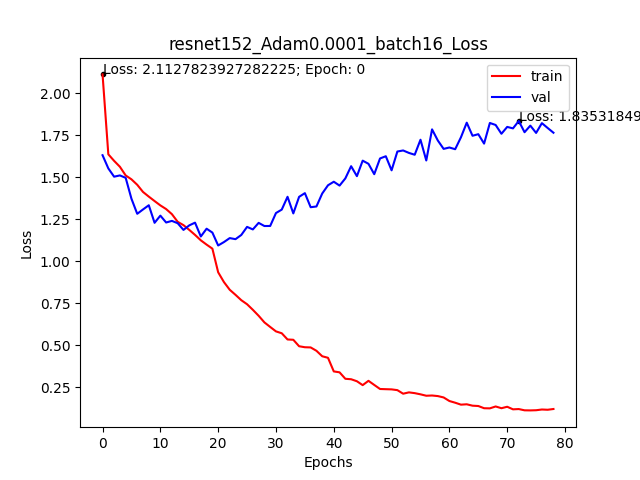 resnet152_Adam0.0001_batch16_Loss
Loss: 2.1127823927282225; Epoch: 0
train
val
Loss: 1.83531849
2.00
1.75
1.50
1.25
1.00
0.75
0.50
0.25
Loss
0 10 20 30 40 50 60 70 80
Epochs